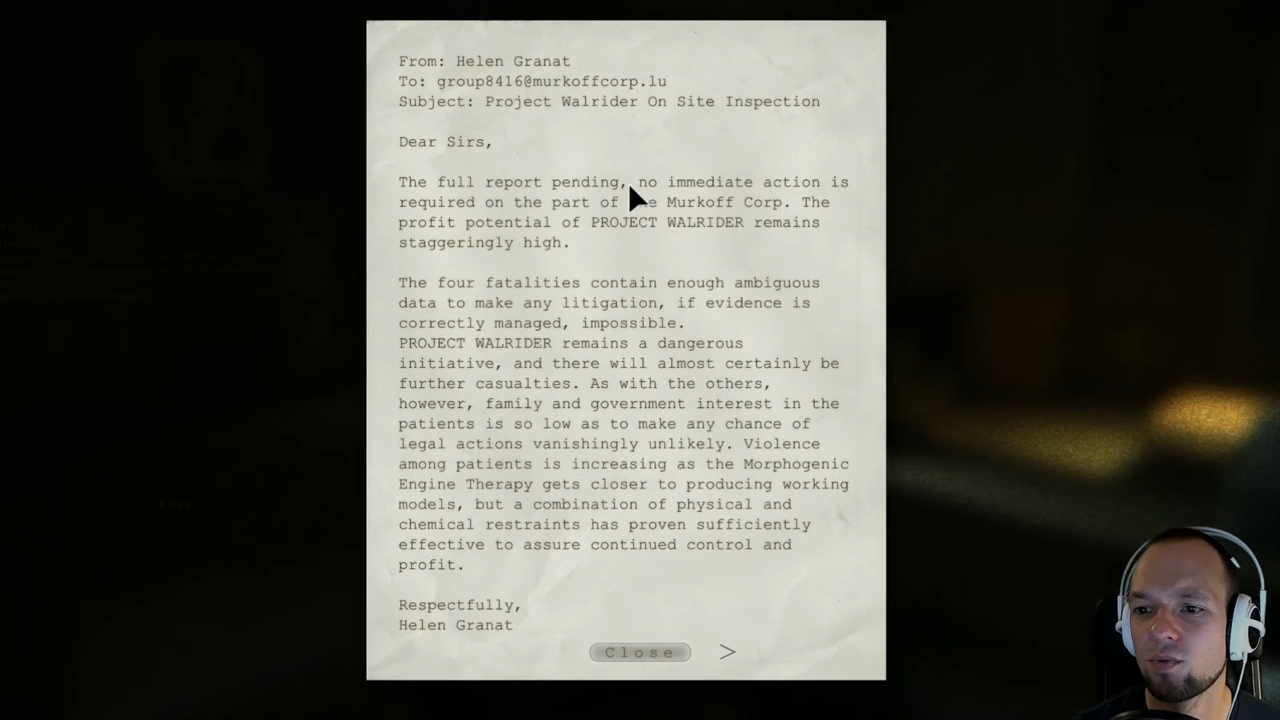 From: Helen Granat
To: group8416@murkoffcorp.lu
Subject: Project Walrider On Site Inspection
Dear Sirs,
The full report pending, no immediate action is
required on the part of Murkoff Corp. The
profit potential of PROJECT WALRIDER remains
staggeringly high.
The four fatalities contain enough ambiguous
data to make any litigation, if evidence is
correctly managed, impossible.
PROJECT WALRIDER remains a dangerous
initiative, and there will almost certainly be
further casualties. As with the others,
however, family and government interest in the
patients is so low as to make any chance of
legal actions vanishingly unlikely. Violence
among patients is increasing as the Morphogenic
Engine Therapy gets closer to producing working
models, but a combination of physical and
chemical restraints has proven sufficiently
effective to assure continued control and
profit.
Respectfully,
Helen Granat
Close >